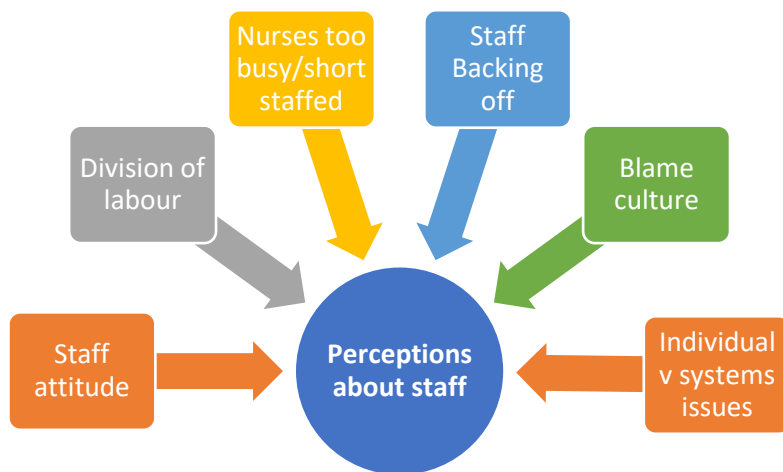 Nurses too
busy/short
staffed
Staff
Backing
off
Division of
labour
Blame
culture
Staff
attitude
Perceptions
about staff
Individual
v systems
issues